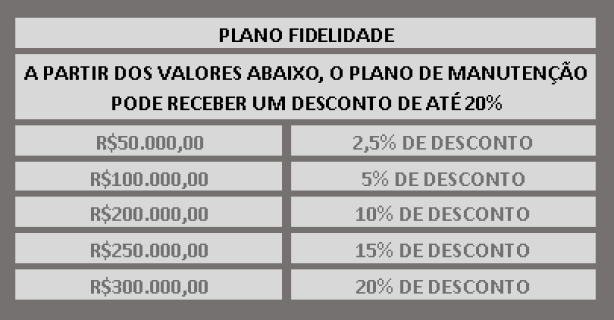 PLANO FIDELIDADE
A PARTIR DOS VALORES ABAIXO, O PLANO DE MANUTENÇÃO
PODE RECEBER UM DESCONTO DE ATÉ 20%
R$50.000,00 2,5% DE DESCONTO
R$100.000,00 5% DE DESCONTO
R$200.000,00 10% DE DESCONTO
R$250.000,00 15% DE DESCONTO
R$300.000,00 20% DE DESCONTO